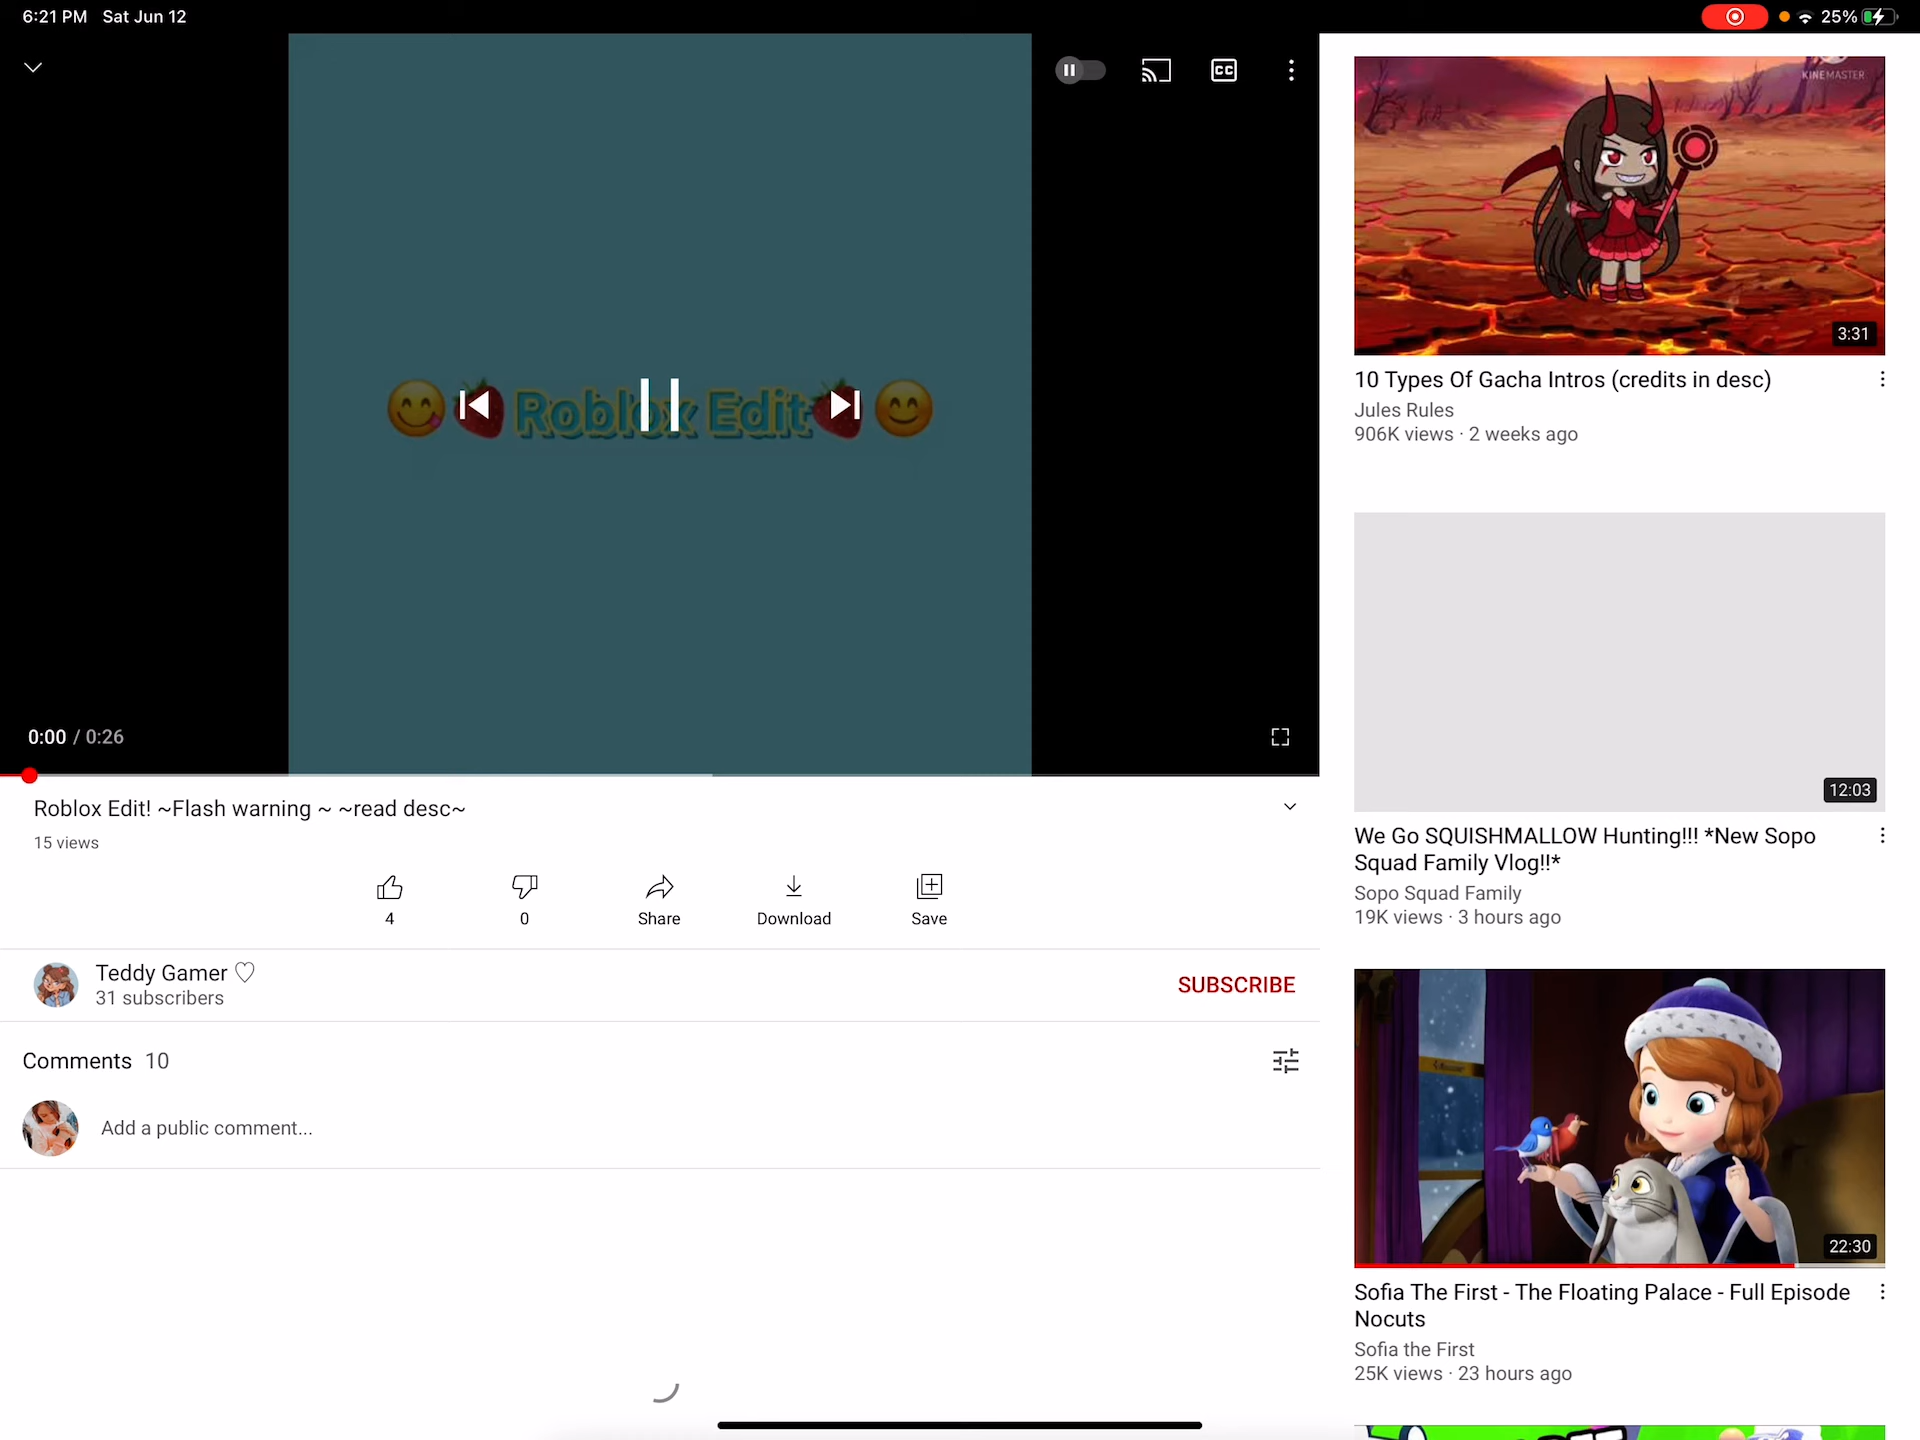 6:21 PM Sat Jun 12
25%
CC
Roblox Edit
0:00 / 0:26
Roblox Edit! ~Flash warning ~ ~read desc~
15 views
4
0
Share
Download
Save
Teddy Gamer ♡
31 subscribers
SUBSCRIBE
Comments 10
Add a public comment...
KINEMASTER
3:31
10 Types Of Gacha Intros (credits in desc)
Jules Rules
906K views · 2 weeks ago
12:03
We Go SQUISHMALLOW Hunting!!! *New Sopo
Squad Family Vlog!!*
Sopo Squad Family
19K views · 3 hours ago
22:30
Sofia The First - The Floating Palace - Full Episode
Nocuts
Sofia the First
25K views · 23 hours ago